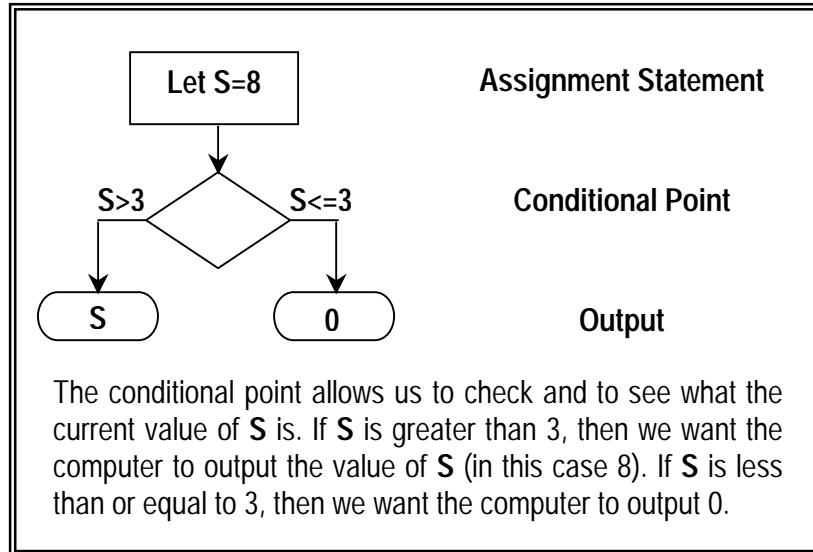 Let S=8
Assignment Statement
S>3
S<=3
Conditional Point
S
0
Output
The conditional point allows us to check and to see what the
current value of S is. If S is greater than 3, then we want the
computer to output the value of S (in this case 8). If S is less
than or equal to 3, then we want the computer to output 0.